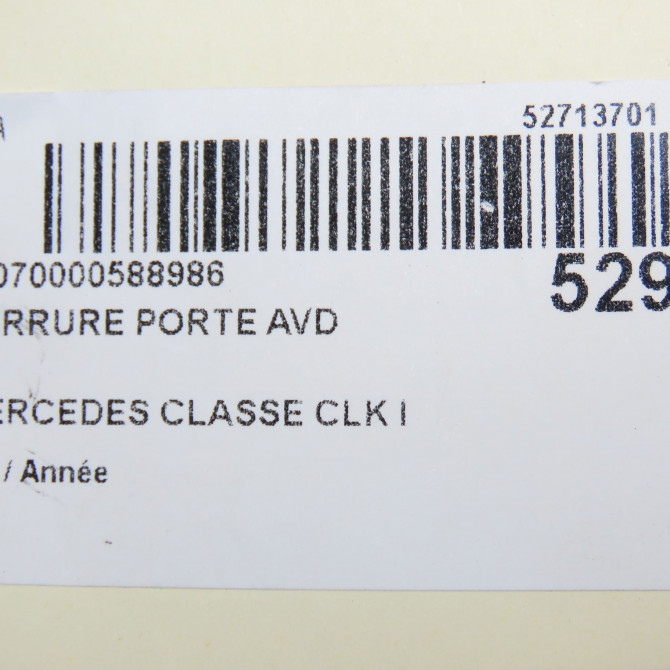 A
52713701
070000588986
529
RRURE PORTE AVD
ERCEDES CLASSE CLK I
/ Année